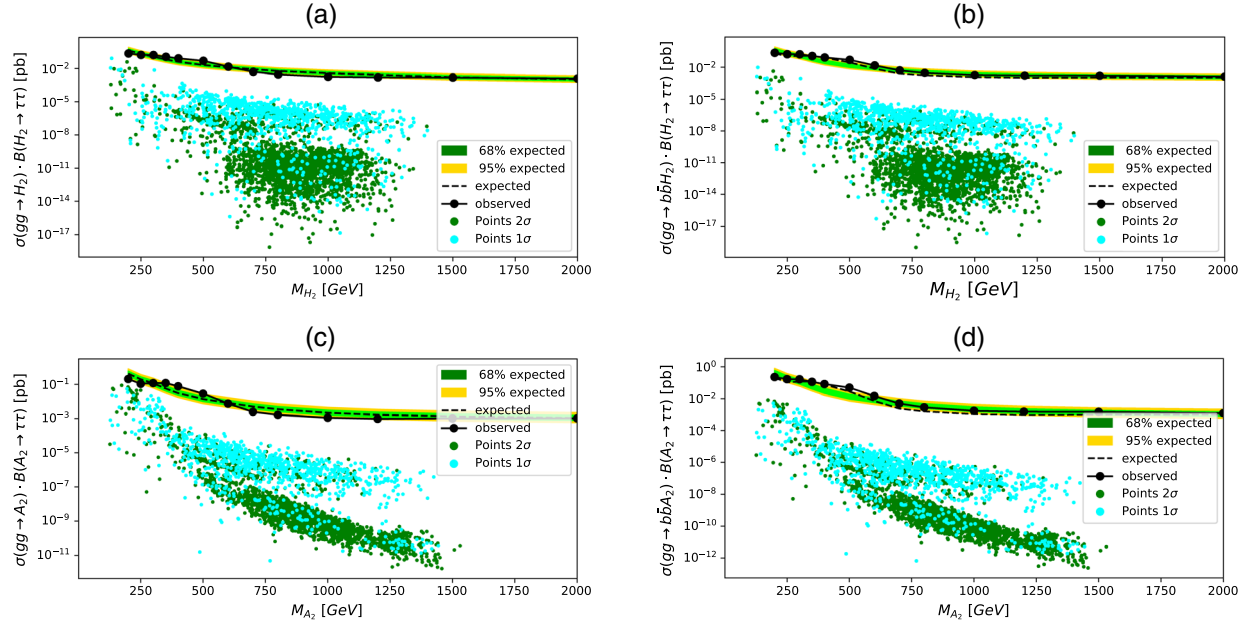 (a)
σ(gg → H₂) · B(H₂ → ττ) [pb]
10⁻²
10⁻⁵
10⁻⁸
10⁻¹¹
10⁻¹⁴
10⁻¹⁷
68% expected
95% expected
expected
observed
Points 2σ
Points 1σ
250 500 750 1000 1250 1500 1750 2000
M_H₂ [GeV]
(b)
σ(gg → bb̄H₂) · B(H₂ → ττ) [pb]
10⁻²
10⁻⁵
10⁻⁸
10⁻¹¹
10⁻¹⁴
10⁻¹⁷
68% expected
95% expected
expected
observed
Points 2σ
Points 1σ
250 500 750 1000 1250 1500 1750 2000
M_H₂ [GeV]
(c)
σ(gg → A₂) · B(A₂ → ττ) [pb]
10⁻¹
10⁻³
10⁻⁵
10⁻⁷
10⁻⁹
10⁻¹¹
68% expected
95% expected
expected
observed
Points 2σ
Points 1σ
250 500 750 1000 1250 1500 1750 2000
M_A₂ [GeV]
(d)
σ(gg → bb̄A₂) · B(A₂ → ττ) [pb]
10⁰
10⁻²
10⁻⁴
10⁻⁶
10⁻⁸
10⁻¹⁰
10⁻¹²
68% expected
95% expected
expected
observed
Points 2σ
Points 1σ
250 500 750 1000 1250 1500 1750 2000
M_A₂ [GeV]